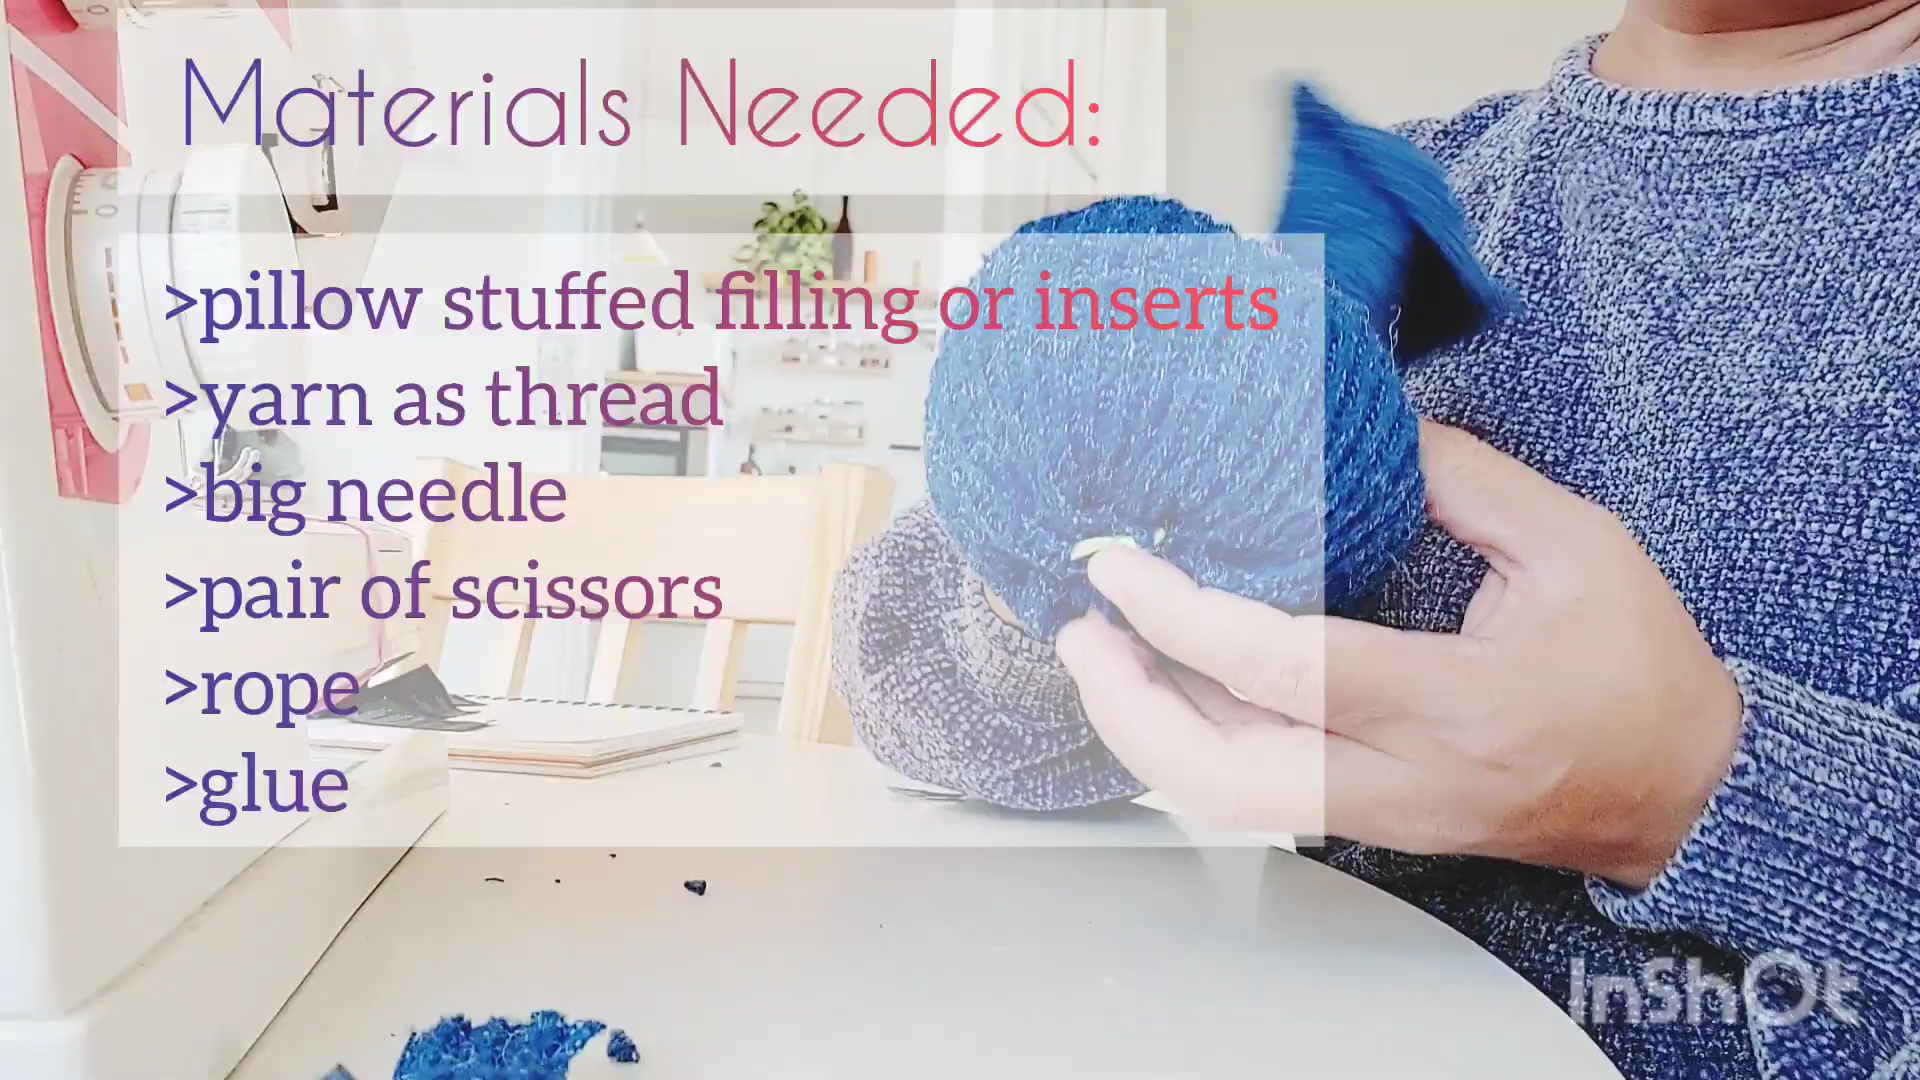 Materials Needed:
>pillow stuffed filling or inserts
>yarn as thread
>big needle
>pair of scissors
>rope
>glue
InShOt